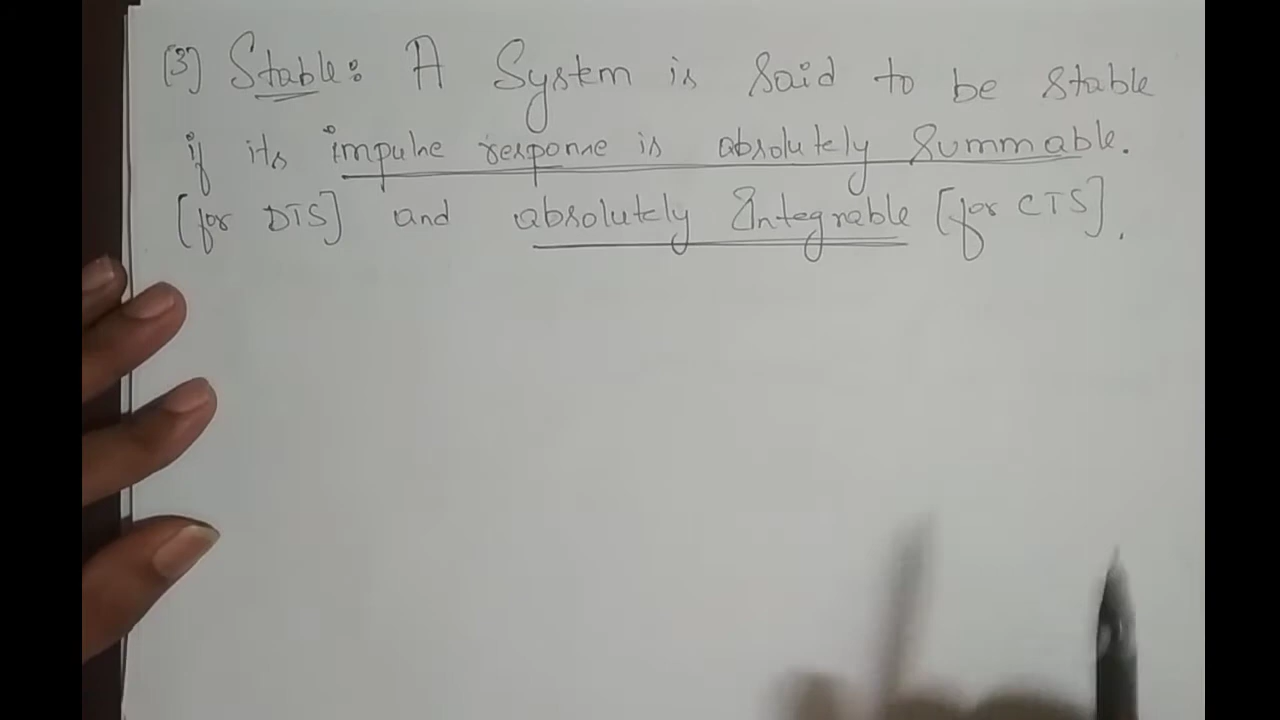 (3) Stable: A System is said to be stable
if its impulse response is absolutely Summable.
[for DTS] and absolutely Integrable [for CTS].